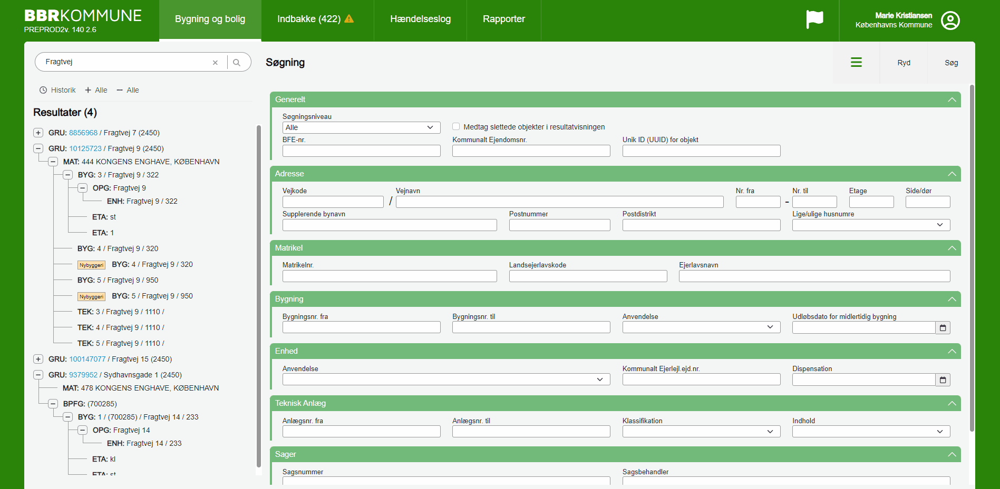 BBRKOMMUNE
PREPROD2v. 140 2.6
Bygning og bolig
Indbakke (422)
Hændelseslog
Rapporter
Marie Kristiansen
Københavns Kommune
Fragtvej
Historik
Alle
Alle
Resultater (4)
GRU: 8856968 / Fragtvej 7 (2450)
GRU: 10125723 / Fragtvej 9 (2450)
MAT: 444 KONGENS ENGHAVE, KØBENHAVN
BYG: 3 / Fragtvej 9 / 322
OPG: Fragtvej 9
ENH: Fragtvej 9 / 322
ETA: st
ETA: 1
BYG: 4 / Fragtvej 9 / 320
Nybyggeri BYG: 4 / Fragtvej 9 / 320
BYG: 5 / Fragtvej 9 / 950
Nybyggeri BYG: 5 / Fragtvej 9 / 950
TEK: 3 / Fragtvej 9 / 1110 /
TEK: 4 / Fragtvej 9 / 1110 /
TEK: 5 / Fragtvej 9 / 1110 /
GRU: 100147077 / Fragtvej 15 (2450)
GRU: 9379952 / Sydhavnsgade 1 (2450)
MAT: 478 KONGENS ENGHAVE, KØBENHAVN
BPFG: (700285)
BYG: 1 / (700285) / Fragtvej 14 / 233
OPG: Fragtvej 14
ENH: Fragtvej 14 / 233
ETA: kl
ETA: st
Søgning
Ryd
Søg
Generelt
Søgningsniveau
Alle
Medtag slettede objekter i resultatvisningen
BFE-nr.
Kommunalt Ejendomsnr.
Unik ID (UUID) for objekt
Adresse
Vejkode
/
Vejnavn
Nr. fra
-
Nr. til
Etage
Side/dør
Supplerende bynavn
Postnummer
Postdistrikt
Lige/ulige husnumre
Matrikel
Matrikelnr.
Landsejerlavskode
Ejerlavsnavn
Bygning
Bygningsnr. fra
Bygningsnr. til
Anvendelse
Udløbsdato for midlertidig bygning
Enhed
Anvendelse
Kommunalt Ejerlejl.ejd.nr.
Dispensation
Teknisk Anlæg
Anlægsnr. fra
Anlægsnr. til
Klassifikation
Indhold
Sager
Sagsnummer
Sagsbehandler